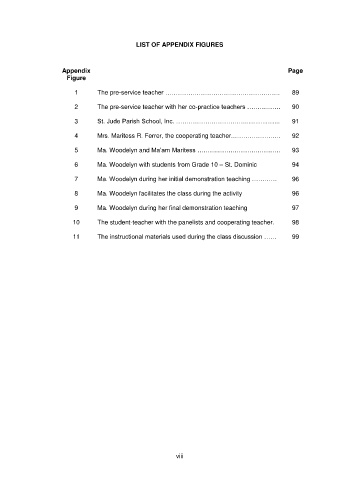 LIST OF APPENDIX FIGURES
Appendix Figure Page
1 The pre-service teacher ………………………………………………. 89
2 The pre-service teacher with her co-practice teachers ……………. 90
3 St. Jude Parish School, Inc. …………………………………………... 91
4 Mrs. Maritess R. Ferrer, the cooperating teacher…………………… 92
5 Ma. Woodelyn and Ma'am Maritess …………………………………. 93
6 Ma. Woodelyn with students from Grade 10 – St. Dominic 94
7 Ma. Woodelyn during her initial demonstration teaching …………. 96
8 Ma. Woodelyn facilitates the class during the activity 96
9 Ma. Woodelyn during her final demonstration teaching 97
10 The student-teacher with the panelists and cooperating teacher. 98
11 The instructional materials used during the class discussion …… 99
viii